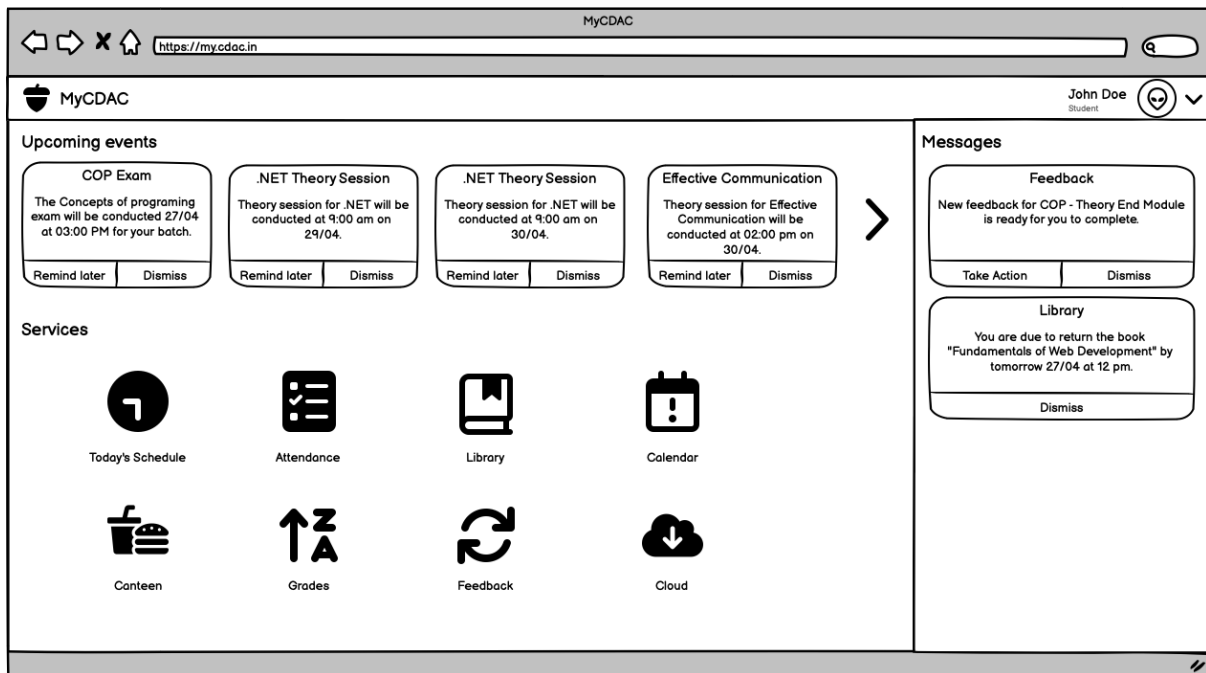 MyCDAC
https://my.cdac.in
MyCDAC
John Doe
Student
Upcoming events
COP Exam
The Concepts of programing
exam will be conducted 27/04
at 03:00 PM for your batch.
Remind later
Dismiss
.NET Theory Session
Theory session for .NET will be
conducted at 9:00 am on
29/04.
Remind later
Dismiss
.NET Theory Session
Theory session for .NET will be
conducted at 9:00 am on
30/04.
Remind later
Dismiss
Effective Communication
Theory session for Effective
Communication will be
conducted at 02:00 pm on
30/04.
Remind later
Dismiss
Messages
Feedback
New feedback for COP - Theory End Module
is ready for you to complete.
Take Action
Dismiss
Library
You are due to return the book
"Fundamentals of Web Development" by
tomorrow 27/04 at 12 pm.
Dismiss
Services
Today's Schedule
Attendance
Library
Calendar
Z
A
Canteen
Grades
Feedback
Cloud